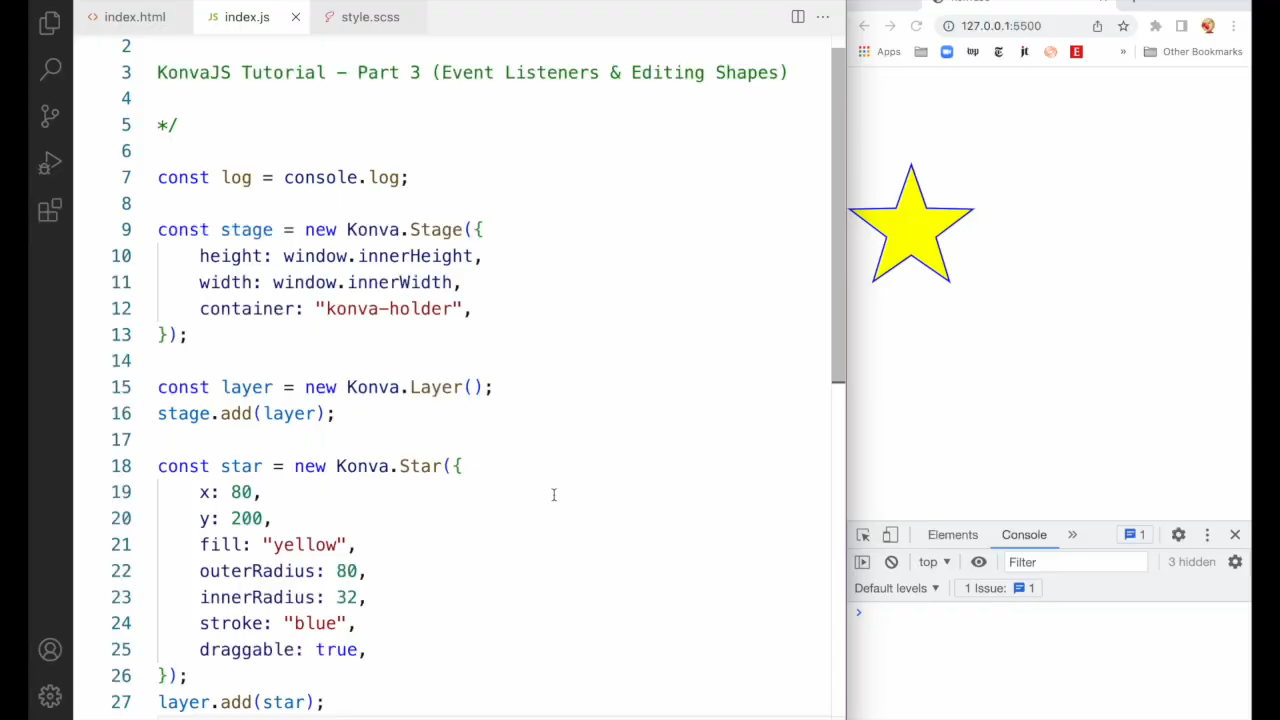 index.html
JS index.js
style.scss
127.0.0.1:5500
Apps
top
jt
E
»
Other Bookmarks
2
3 KonvaJS Tutorial - Part 3 (Event Listeners & Editing Shapes)
4
5 */
6
7 const log = console.log;
8
9 const stage = new Konva.Stage({
10 height: window.innerHeight,
11 width: window.innerWidth,
12 container: "konva-holder",
13 });
14
15 const layer = new Konva.Layer();
16 stage.add(layer);
17
18 const star = new Konva.Star({
19 x: 80,
20 y: 200,
21 fill: "yellow",
22 outerRadius: 80,
23 innerRadius: 32,
24 stroke: "blue",
25 draggable: true,
26 });
27 layer.add(star);
Elements Console » 1
top Filter 3 hidden
Default levels 1 Issue: 1
>